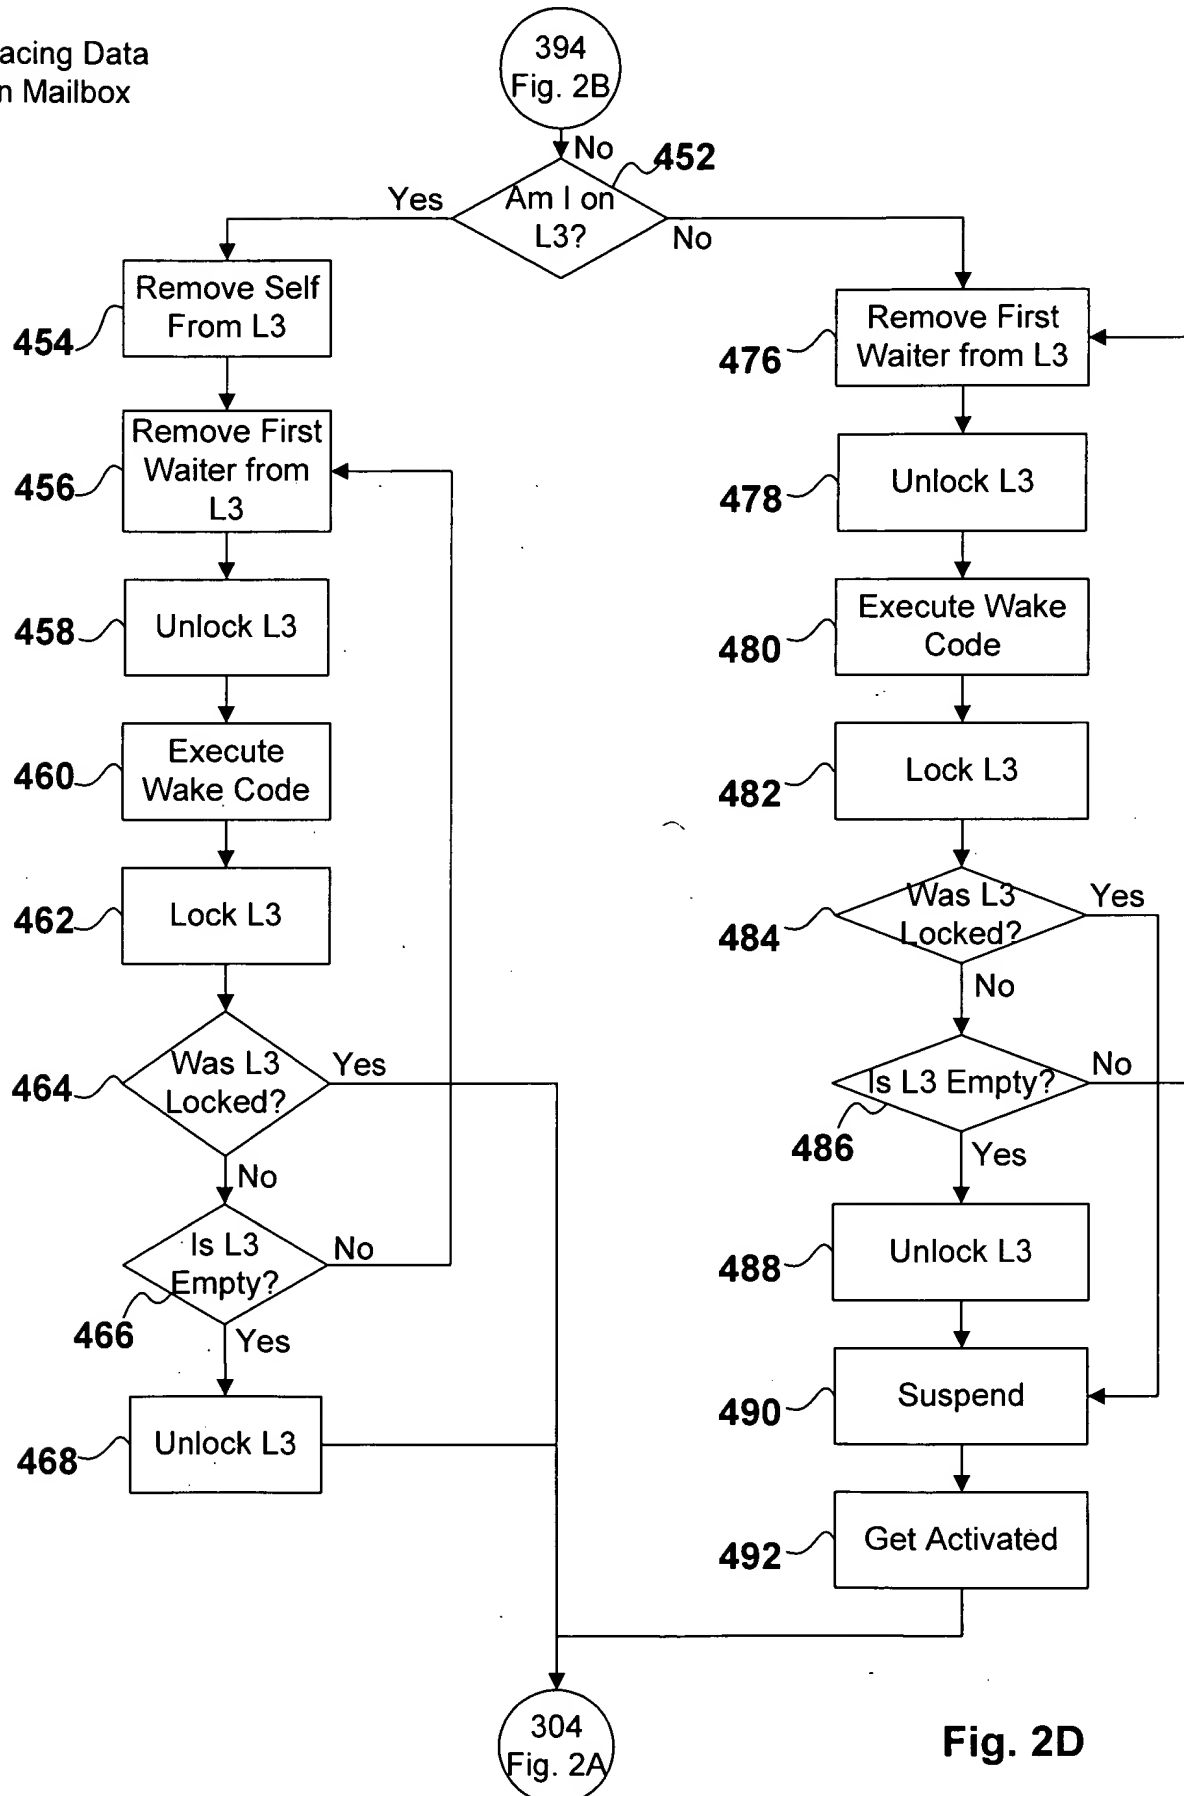 acing Data
n Mailbox
394
Fig. 2B
No
452
Am I on
L3?
Yes
No
Remove Self
From L3
454
Remove First
Waiter from
L3
456
Unlock L3
458
Execute
Wake Code
460
Lock L3
462
Was L3
Locked?
464
Yes
No
Is L3
Empty?
466
No
Yes
Unlock L3
468
Remove First
Waiter from L3
476
Unlock L3
478
Execute Wake
Code
480
Lock L3
482
Was L3
Locked?
484
Yes
No
Is L3 Empty?
486
No
Yes
Unlock L3
488
Suspend
490
Get Activated
492
304
Fig. 2A
Fig. 2D